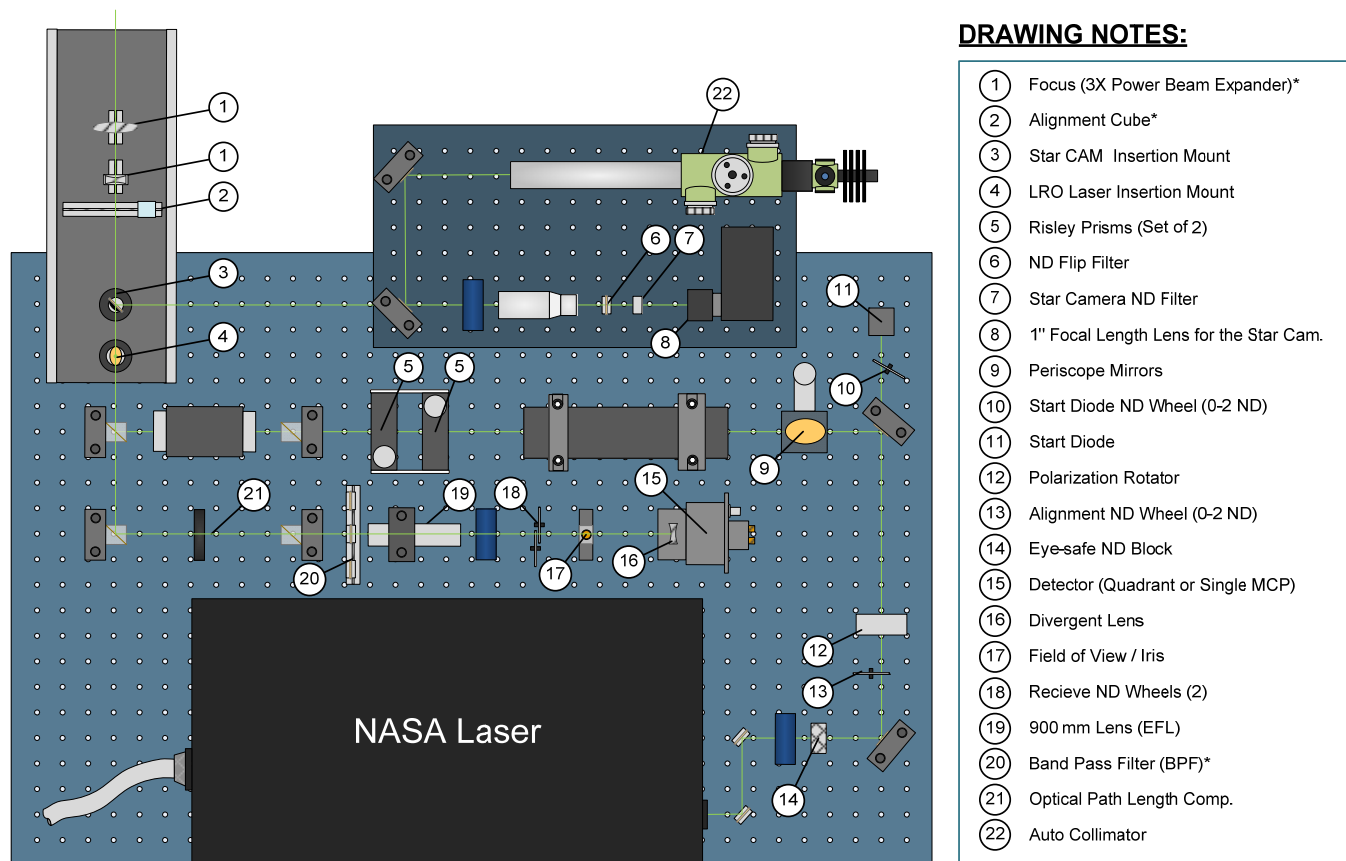 DRAWING NOTES:
1 Focus (3X Power Beam Expander)*
2 Alignment Cube*
3 Star CAM Insertion Mount
4 LRO Laser Insertion Mount
5 Risley Prisms (Set of 2)
6 ND Flip Filter
7 Star Camera ND Filter
8 1" Focal Length Lens for the Star Cam.
9 Periscope Mirrors
10 Start Diode ND Wheel (0-2 ND)
11 Start Diode
12 Polarization Rotator
13 Alignment ND Wheel (0-2 ND)
14 Eye-safe ND Block
15 Detector (Quadrant or Single MCP)
16 Divergent Lens
17 Field of View / Iris
18 Recieve ND Wheels (2)
19 900 mm Lens (EFL)
20 Band Pass Filter (BPF)*
21 Optical Path Length Comp.
22 Auto Collimator
1
22
1
2
6
7
3
11
4
8
5
5
10
9
21
19
18
15
20
17
16
12
13
NASA Laser
14